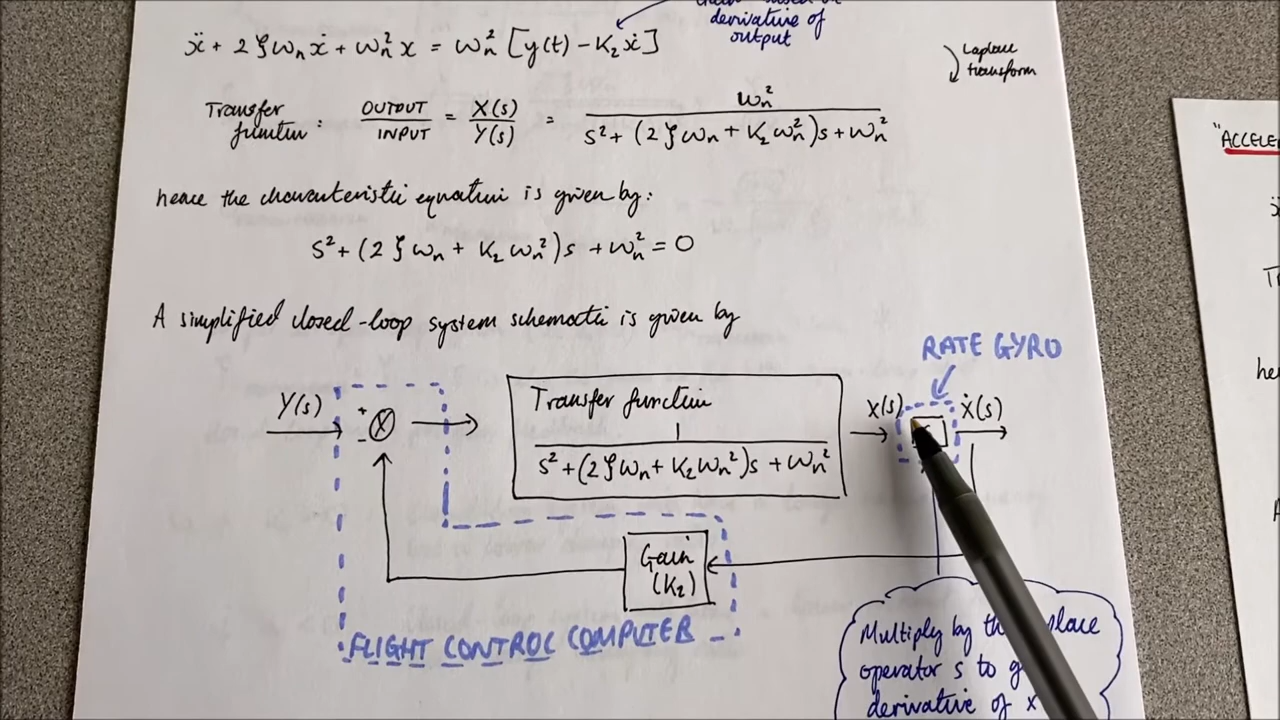 derivative of
output
ẍ + 2ζωₙẋ + ωₙ²x = ωₙ² [y(t) − K₂ẋ]
Laplace
transform
Transfer
function : OUTPUT / INPUT = X(s) / Y(s) = ωₙ² / (s² + (2ζωₙ + K₂ωₙ²)s + ωₙ²)
"ACCELE
hence the characteristic equation is given by:
s² + (2ζωₙ + K₂ωₙ²)s + ωₙ² = 0
A simplified closed-loop system schematic is given by
RATE GYRO
he
Y(s)
+
−
X
Transfer function
1 / (s² + (2ζωₙ + K₂ωₙ²)s + ωₙ²)
X(s)
Ẋ(s)
Gain
(K₂)
FLIGHT CONTROL COMPUTER
Multiply by th place
operator s to g
derivative of x